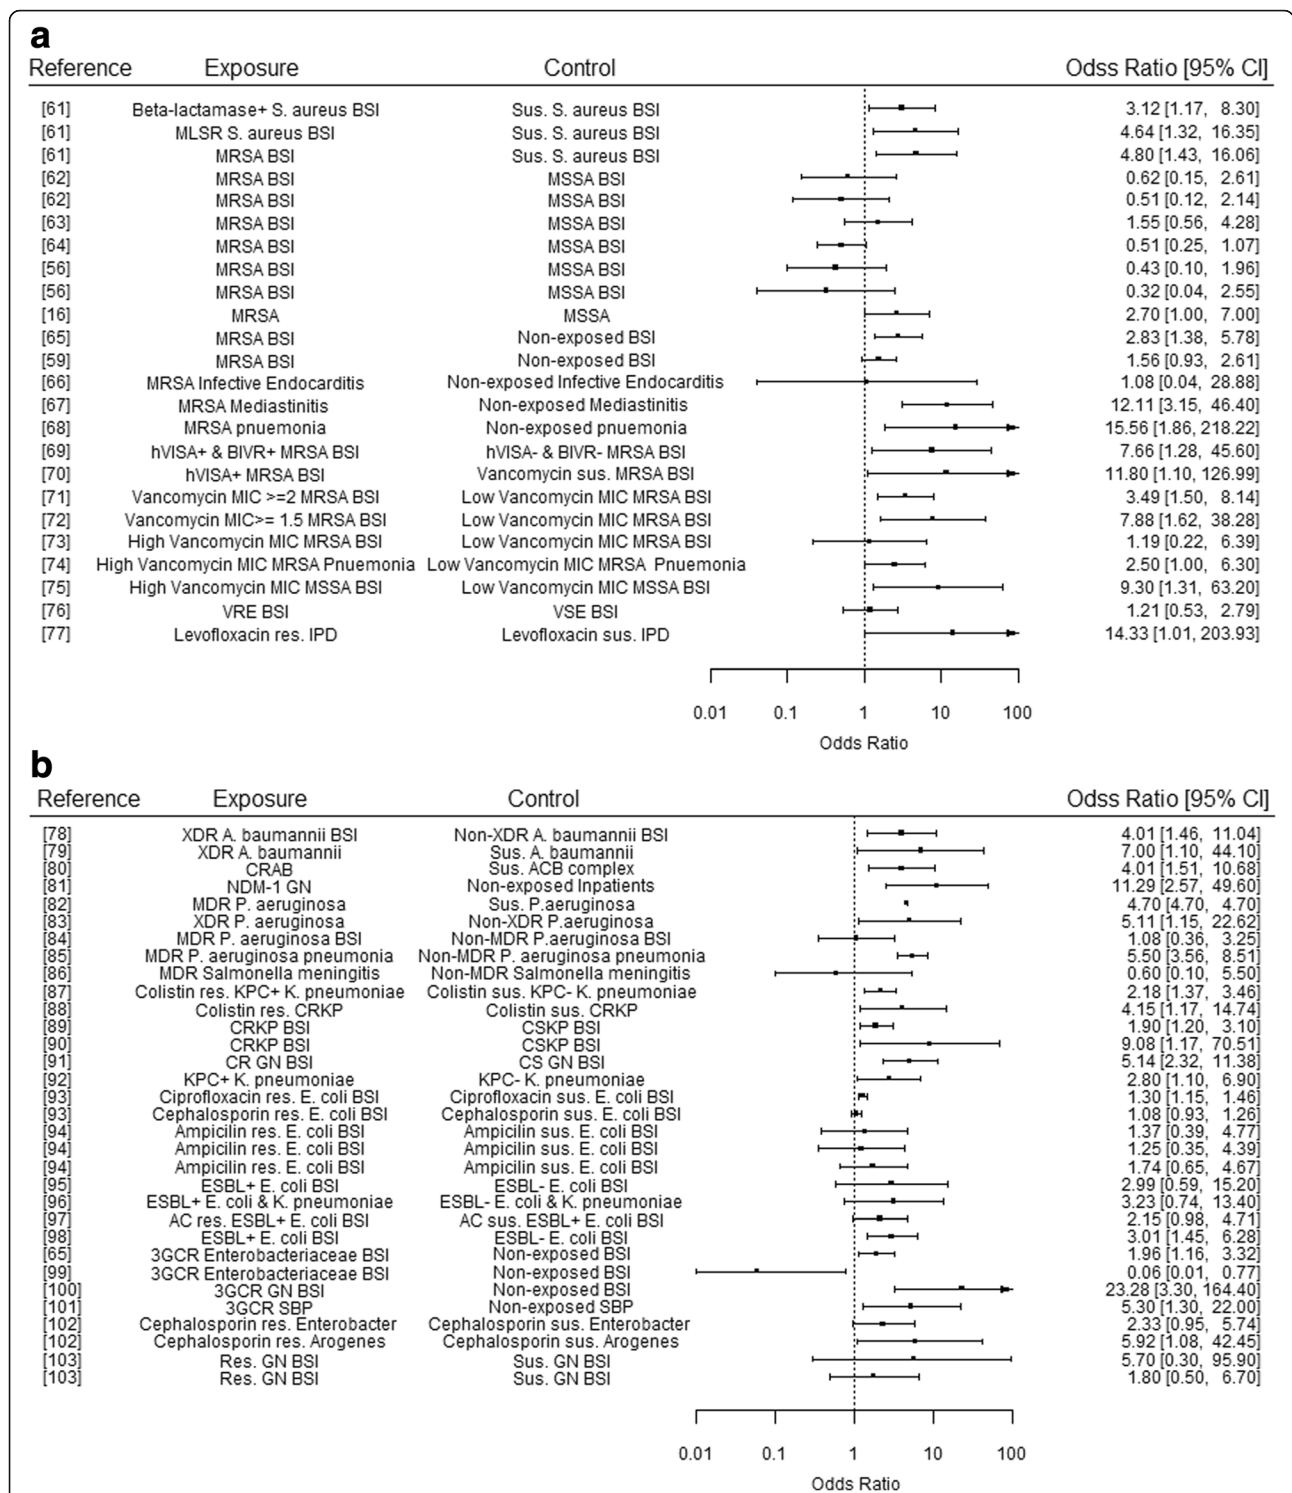 a
Reference Exposure Control Odss Ratio [95% CI]
[61] Beta-lactamase+ S. aureus BSI Sus. S. aureus BSI 3.12 [1.17, 8.30]
[61] MLSR S. aureus BSI Sus. S. aureus BSI 4.64 [1.32, 16.35]
[61] MRSA BSI Sus. S. aureus BSI 4.80 [1.43, 16.06]
[62] MRSA BSI MSSA BSI 0.62 [0.15, 2.61]
[62] MRSA BSI MSSA BSI 0.51 [0.12, 2.14]
[63] MRSA BSI MSSA BSI 1.55 [0.56, 4.28]
[64] MRSA BSI MSSA BSI 0.51 [0.25, 1.07]
[56] MRSA BSI MSSA BSI 0.43 [0.10, 1.96]
[56] MRSA BSI MSSA BSI 0.32 [0.04, 2.55]
[16] MRSA MSSA 2.70 [1.00, 7.00]
[65] MRSA BSI Non-exposed BSI 2.83 [1.38, 5.78]
[59] MRSA BSI Non-exposed BSI 1.56 [0.93, 2.61]
[66] MRSA Infective Endocarditis Non-exposed Infective Endocarditis 1.08 [0.04, 28.88]
[67] MRSA Mediastinitis Non-exposed Mediastinitis 12.11 [3.15, 46.40]
[68] MRSA pnuemonia Non-exposed pnuemonia 15.56 [1.86, 218.22]
[69] hVISA+ & BIVR+ MRSA BSI hVISA- & BIVR- MRSA BSI 7.66 [1.28, 45.60]
[70] hVISA+ MRSA BSI Vancomycin sus. MRSA BSI 11.80 [1.10, 126.99]
[71] Vancomycin MIC >=2 MRSA BSI Low Vancomycin MIC MRSA BSI 3.49 [1.50, 8.14]
[72] Vancomycin MIC>= 1.5 MRSA BSI Low Vancomycin MIC MRSA BSI 7.88 [1.62, 38.28]
[73] High Vancomycin MIC MRSA BSI Low Vancomycin MIC MRSA BSI 1.19 [0.22, 6.39]
[74] High Vancomycin MIC MRSA Pnuemonia Low Vancomycin MIC MRSA Pnuemonia 2.50 [1.00, 6.30]
[75] High Vancomycin MIC MSSA BSI Low Vancomycin MIC MSSA BSI 9.30 [1.31, 63.20]
[76] VRE BSI VSE BSI 1.21 [0.53, 2.79]
[77] Levofloxacin res. IPD Levofloxacin sus. IPD 14.33 [1.01, 203.93]
0.01 0.1 1 10 100
Odds Ratio
b
Reference Exposure Control Odss Ratio [95% CI]
[78] XDR A. baumannii BSI Non-XDR A. baumannii BSI 4.01 [1.46, 11.04]
[79] XDR A. baumannii Sus. A. baumannii 7.00 [1.10, 44.10]
[80] CRAB Sus. ACB complex 4.01 [1.51, 10.68]
[81] NDM-1 GN Non-exposed Inpatients 11.29 [2.57, 49.60]
[82] MDR P. aeruginosa Sus. P.aeruginosa 4.70 [4.70, 4.70]
[83] XDR P. aeruginosa Non-XDR P.aeruginosa 5.11 [1.15, 22.62]
[84] MDR P. aeruginosa BSI Non-MDR P.aeruginosa BSI 1.08 [0.36, 3.25]
[85] MDR P. aeruginosa pneumonia Non-MDR P. aeruginosa pneumonia 5.50 [3.56, 8.51]
[86] MDR Salmonella meningitis Non-MDR Salmonella meningitis 0.60 [0.10, 5.50]
[87] Colistin res. KPC+ K. pneumoniae Colistin sus. KPC- K. pneumoniae 2.18 [1.37, 3.46]
[88] Colistin res. CRKP Colistin sus. CRKP 4.15 [1.17, 14.74]
[89] CRKP BSI CSKP BSI 1.90 [1.20, 3.10]
[90] CRKP BSI CSKP BSI 9.08 [1.17, 70.51]
[91] CR GN BSI CS GN BSI 5.14 [2.32, 11.38]
[92] KPC+ K. pneumoniae KPC- K. pneumoniae 2.80 [1.10, 6.90]
[93] Ciprofloxacin res. E. coli BSI Ciprofloxacin sus. E. coli BSI 1.30 [1.15, 1.46]
[93] Cephalosporin res. E. coli BSI Cephalosporin sus. E. coli BSI 1.08 [0.93, 1.26]
[94] Ampicilin res. E. coli BSI Ampicilin sus. E. coli BSI 1.37 [0.39, 4.77]
[94] Ampicilin res. E. coli BSI Ampicilin sus. E. coli BSI 1.25 [0.35, 4.39]
[94] Ampicilin res. E. coli BSI Ampicilin sus. E. coli BSI 1.74 [0.65, 4.67]
[95] ESBL+ E. coli BSI ESBL- E. coli BSI 2.99 [0.59, 15.20]
[96] ESBL+ E. coli & K. pneumoniae ESBL- E. coli & K. pneumoniae 3.23 [0.74, 13.40]
[97] AC res. ESBL+ E. coli BSI AC sus. ESBL+ E. coli BSI 2.15 [0.98, 4.71]
[98] ESBL+ E. coli BSI ESBL- E. coli BSI 3.01 [1.45, 6.28]
[65] 3GCR Enterobacteriaceae BSI Non-exposed BSI 1.96 [1.16, 3.32]
[99] 3GCR Enterobacteriaceae BSI Non-exposed BSI 0.06 [0.01, 0.77]
[100] 3GCR GN BSI Non-exposed BSI 23.28 [3.30, 164.40]
[101] 3GCR SBP Non-exposed SBP 5.30 [1.30, 22.00]
[102] Cephalosporin res. Enterobacter Cephalosporin sus. Enterobacter 2.33 [0.95, 5.74]
[102] Cephalosporin res. Arogenes Cephalosporin sus. Arogenes 5.92 [1.08, 42.45]
[103] Res. GN BSI Sus. GN BSI 5.70 [0.30, 95.90]
[103] Res. GN BSI Sus. GN BSI 1.80 [0.50, 6.70]
0.01 0.1 1 10 100
Odds Ratio